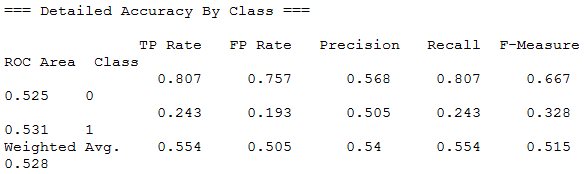 === Detailed Accuracy By Class ===
TP Rate FP Rate Precision Recall F-Measure
ROC Area Class
0.807 0.757 0.568 0.807 0.667
0.525 0
0.243 0.193 0.505 0.243 0.328
0.531 1
Weighted Avg. 0.554 0.505 0.54 0.554 0.515
0.528